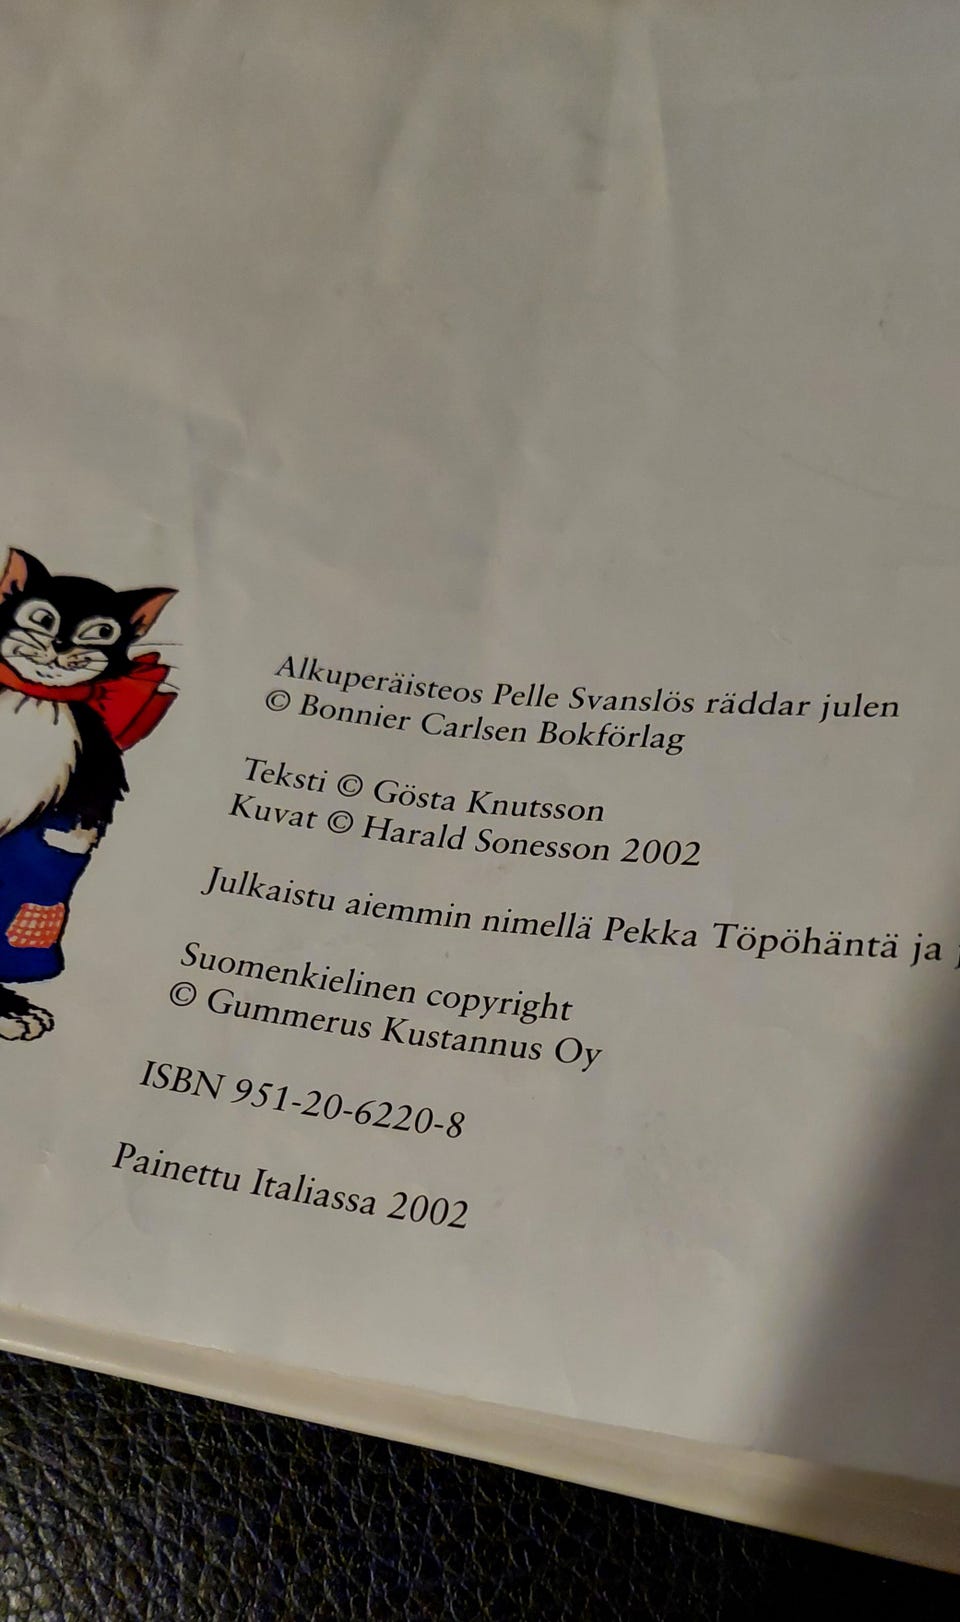 Alkuperäisteos Pelle Svanslös räddar julen
© Bonnier Carlsen Bokförlag
Teksti © Gösta Knutsson
Kuvat © Harald Sonesson 2002
Julkaistu aiemmin nimellä Pekka Töpöhäntä ja
Suomenkielinen copyright
© Gummerus Kustannus Oy
ISBN 951-20-6220-8
Painettu Italiassa 2002